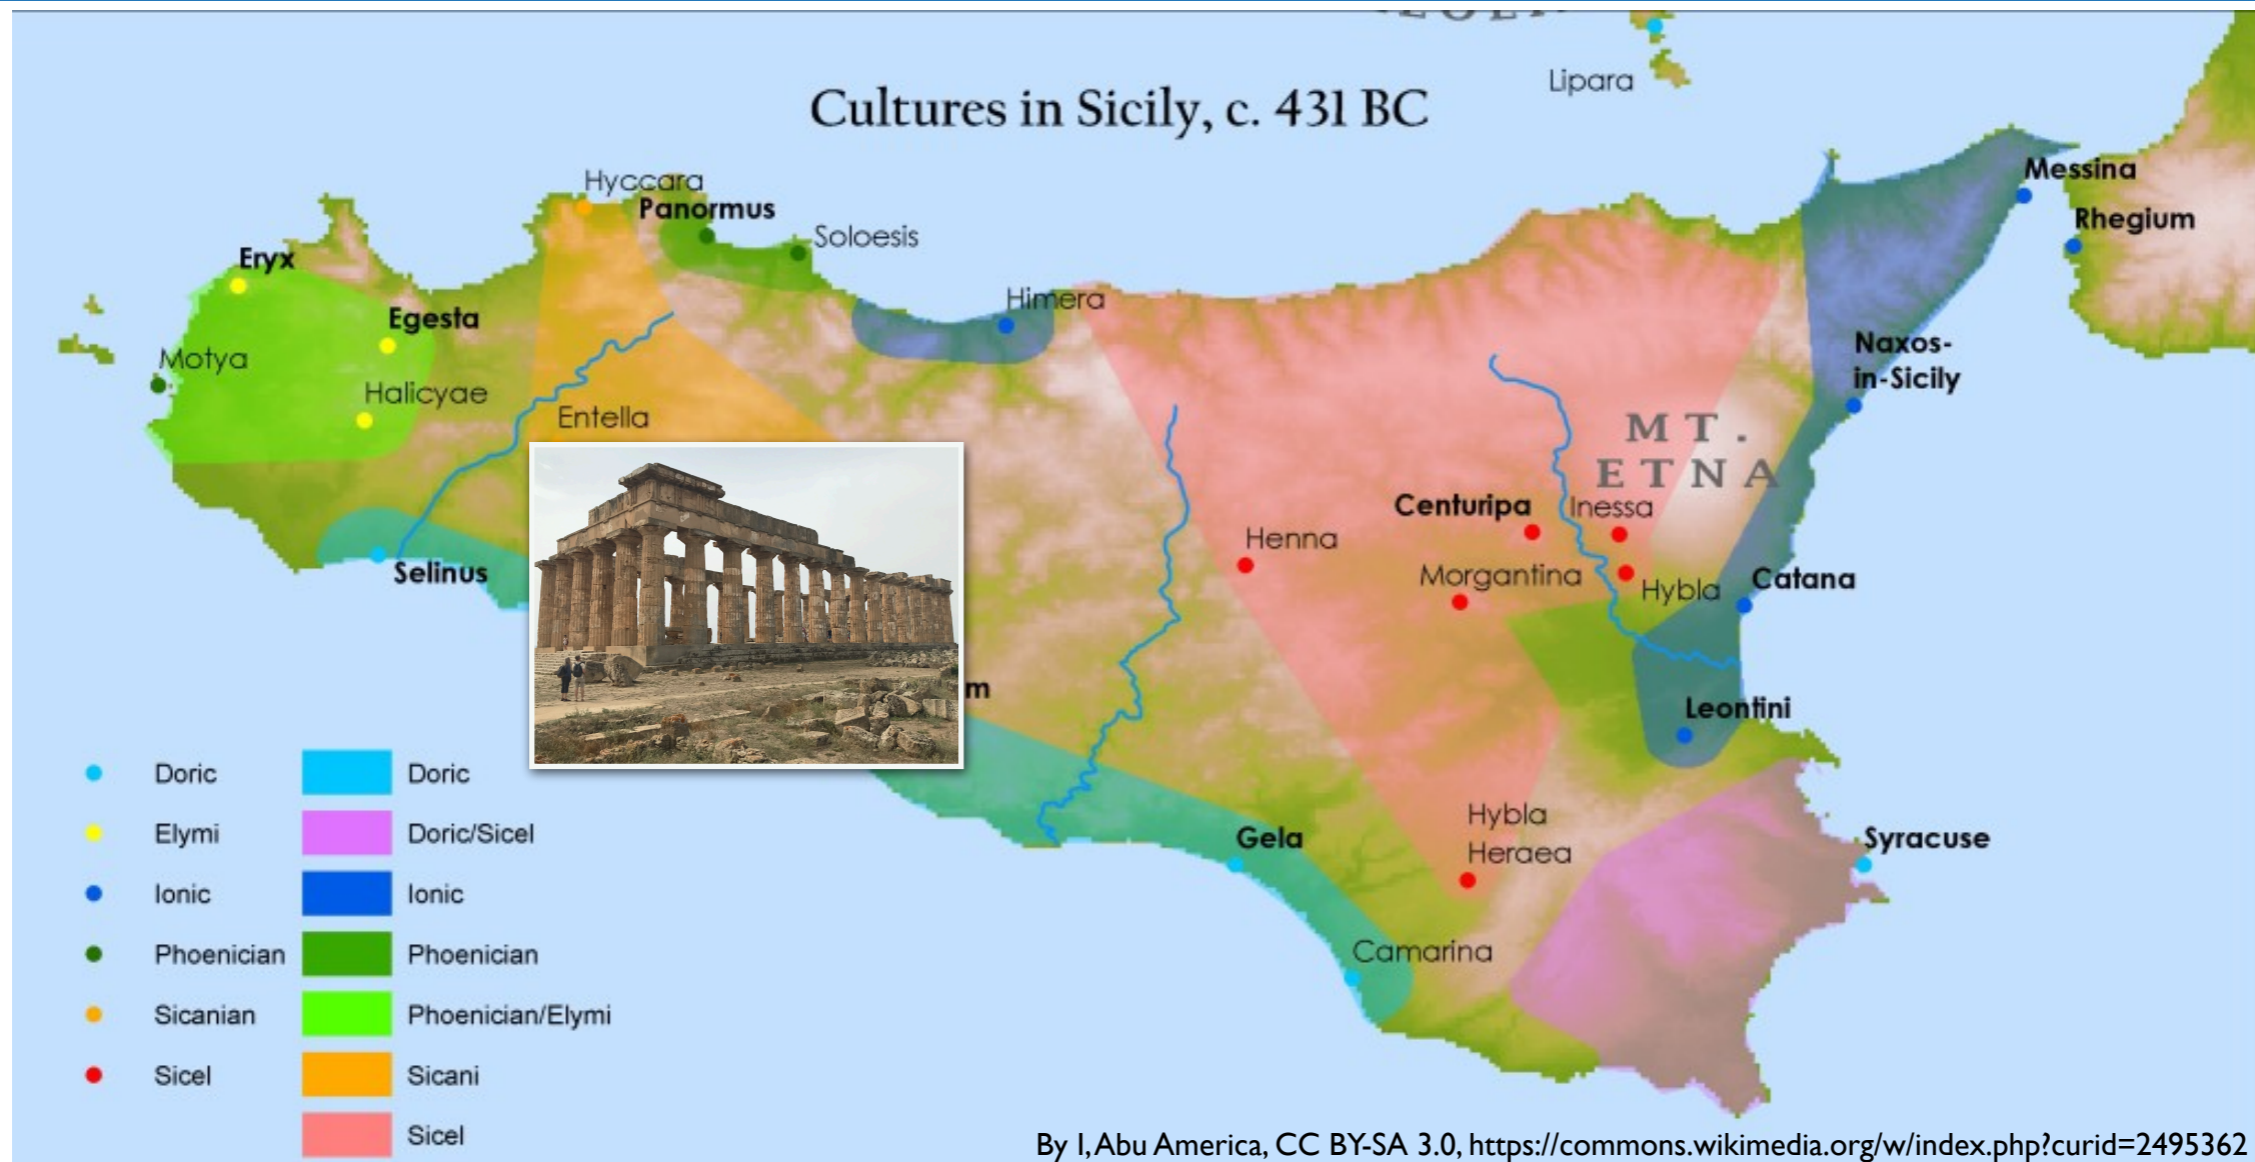 Lipara
Cultures in Sicily, c. 431 BC
Hyccara
Panormus
Soloesis
Messina
Rhegium
Eryx
Egesta
Himera
Motya
Halicyae
Entella
Naxos-
in-Sicily
MT.
ETNA
Centuripa
Inessa
Henna
Morgantina
Hybla
Catana
Selinus
m
Leontini
Hybla
Heraea
Gela
Syracuse
Camarina
Doric
Elymi
Ionic
Phoenician
Sicanian
Sicel
Doric
Doric/Sicel
Ionic
Phoenician
Phoenician/Elymi
Sicani
Sicel
By I, Abu America, CC BY-SA 3.0, https://commons.wikimedia.org/w/index.php?curid=2495362